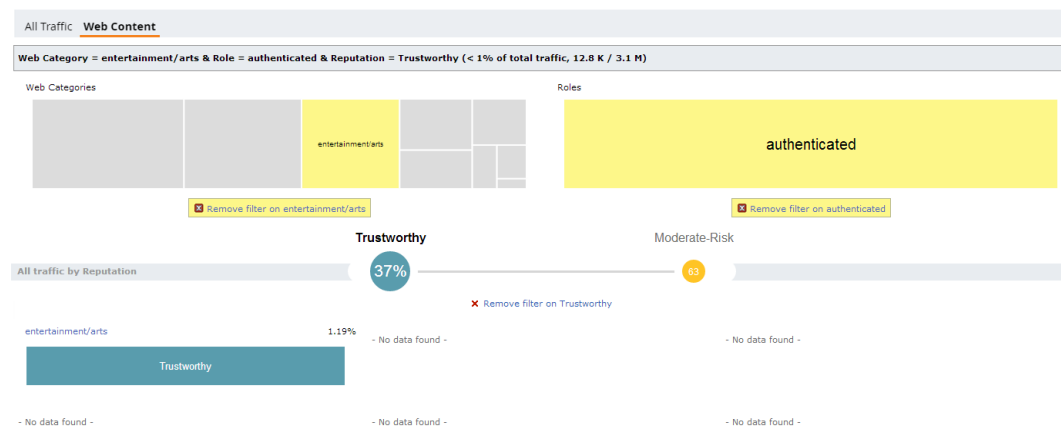 All Traffic Web Content
Web Category = entertainment/arts & Role = authenticated & Reputation = Trustworthy (< 1% of total traffic, 12.8 K / 3.1 M)
Web Categories Roles
entertainment/arts authenticated
Remove filter on entertainment/arts Remove filter on authenticated
Trustworthy Moderate-Risk
All traffic by Reputation 37% 63
Remove filter on Trustworthy
entertainment/arts 1.19% - No data found - - No data found -
Trustworthy
- No data found - - No data found - - No data found -